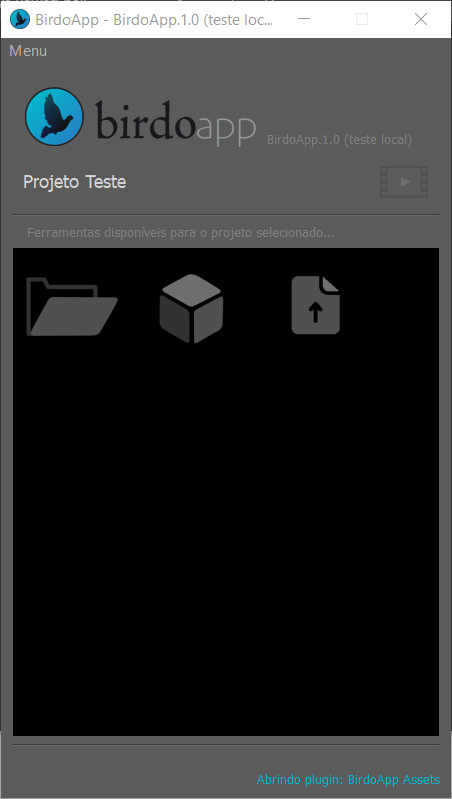 BirdoApp - BirdoApp.1.0 (teste loc...
Menu
birdoapp
BirdoApp.1.0 (teste local)
Projeto Teste
Ferramentas disponíveis para o projeto selecionado...
Abrindo plugin: BirdoApp Assets